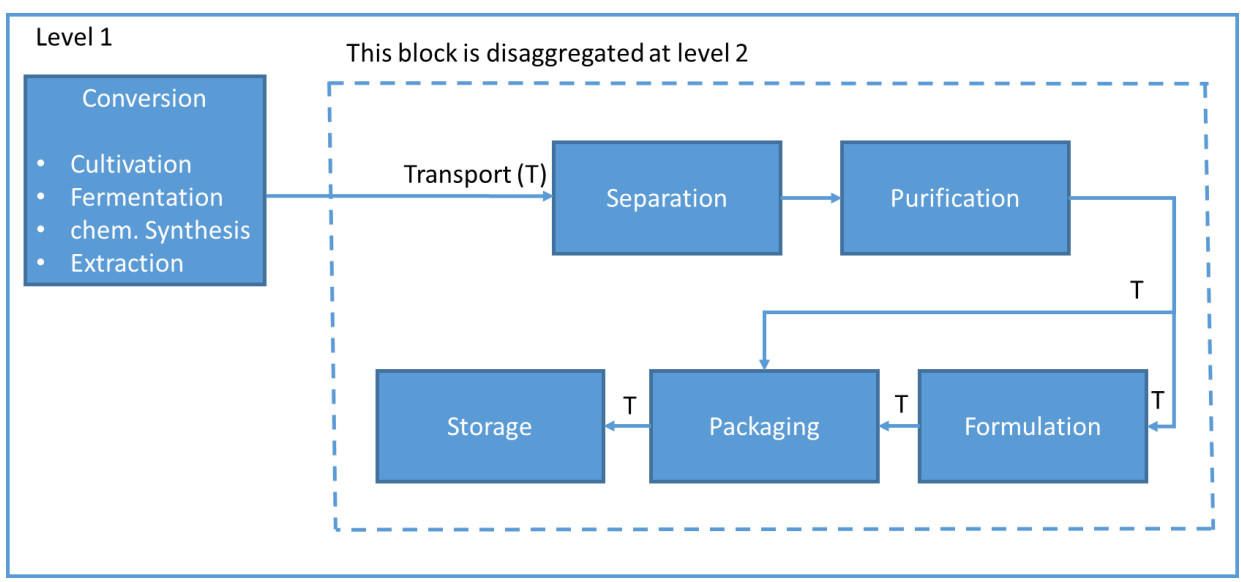 Level 1
This block is disaggregated at level 2
Conversion
• Cultivation
• Fermentation
• chem. Synthesis
• Extraction
Transport (T)
Separation
Purification
T
T
Storage
T
Packaging
T
Formulation